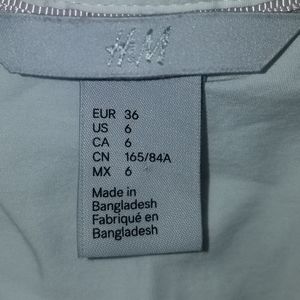 H&M
EUR 36
US 6
CA 6
CN 165/84A
MX 6
Made in
Bangladesh
Fabriqué en
Bangladesh